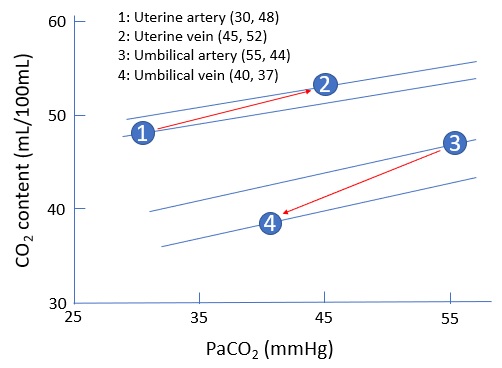 1: Uterine artery (30, 48)
2: Uterine vein (45, 52)
3: Umbilical artery (55, 44)
4: Umbilical vein (40, 37)
CO₂ content (mL/100mL)
60
50
40
30
1
2
3
4
25
35
45
55
PaCO₂ (mmHg)